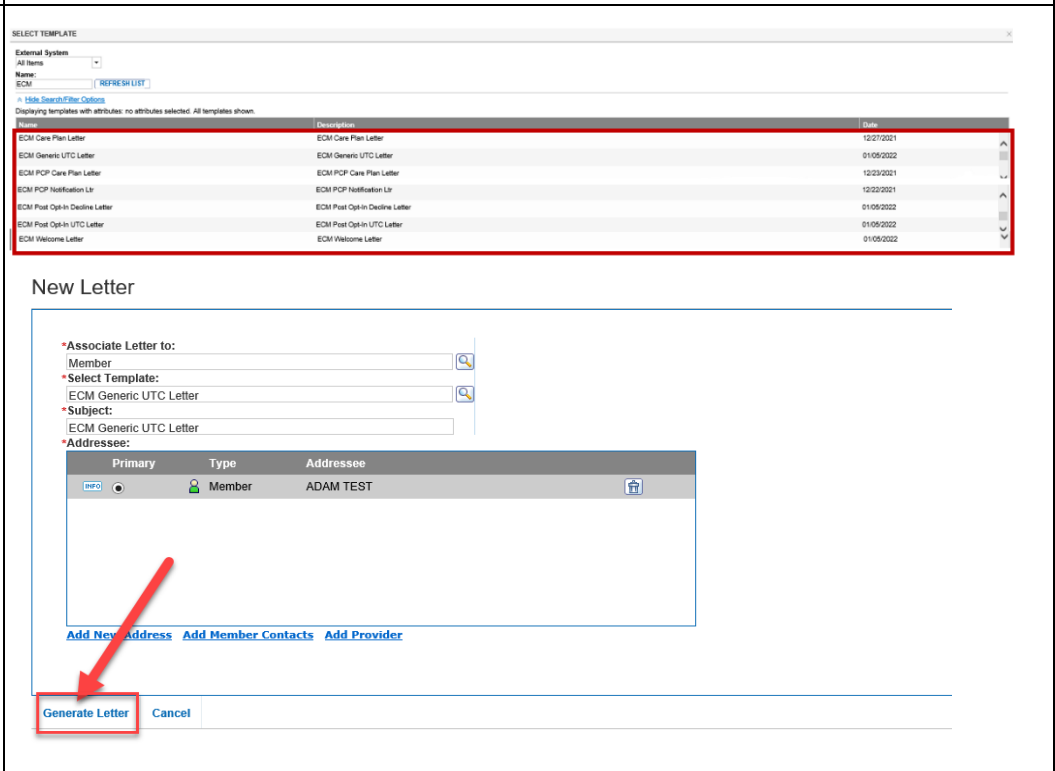 SELECT TEMPLATE
External System
All Items
Name:
ECM REFRESH LIST
Hide Search/Filter Options
Displaying templates with attributes: no attributes selected. All templates shown.
Name Description Date
ECM Care Plan Letter ECM Care Plan Letter 12/27/2021
ECM Generic UTC Letter ECM Generic UTC Letter 01/05/2022
ECM PCP Care Plan Letter ECM PCP Care Plan Letter 12/23/2021
ECM PCP Notification Ltr ECM PCP Notification Ltr 12/22/2021
ECM Post Opt-In Decline Letter ECM Post Opt-In Decline Letter 01/05/2022
ECM Post Opt-In UTC Letter ECM Post Opt-In UTC Letter 01/05/2022
ECM Welcome Letter ECM Welcome Letter 01/05/2022
New Letter
*Associate Letter to:
Member
*Select Template:
ECM Generic UTC Letter
*Subject:
ECM Generic UTC Letter
*Addressee:
Primary Type Addressee
INFO Member ADAM TEST
Add New Address Add Member Contacts Add Provider
Generate Letter Cancel